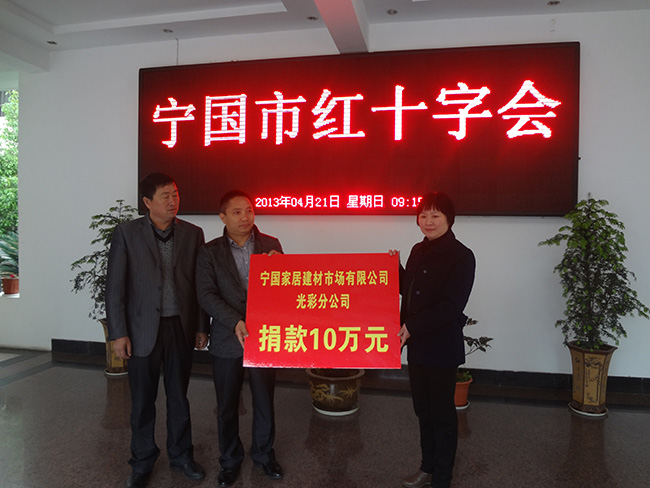 宁国市红十字会
2013年04月21日 星期日 09:15
宁国家居建材市场有限公司
光彩分公司
捐款10万元